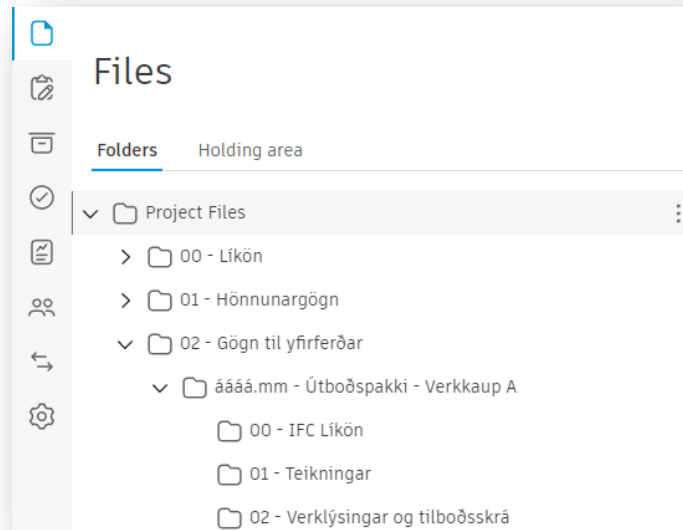 Files
Folders Holding area
Project Files
00 - Líkön
01 - Hönnunargögn
02 - Gögn til yfirferðar
áááá.mm - Útboðspakki - Verkkaup A
00 - IFC Líkön
01 - Teikningar
02 - Verklýsingar og tilboðsskrá